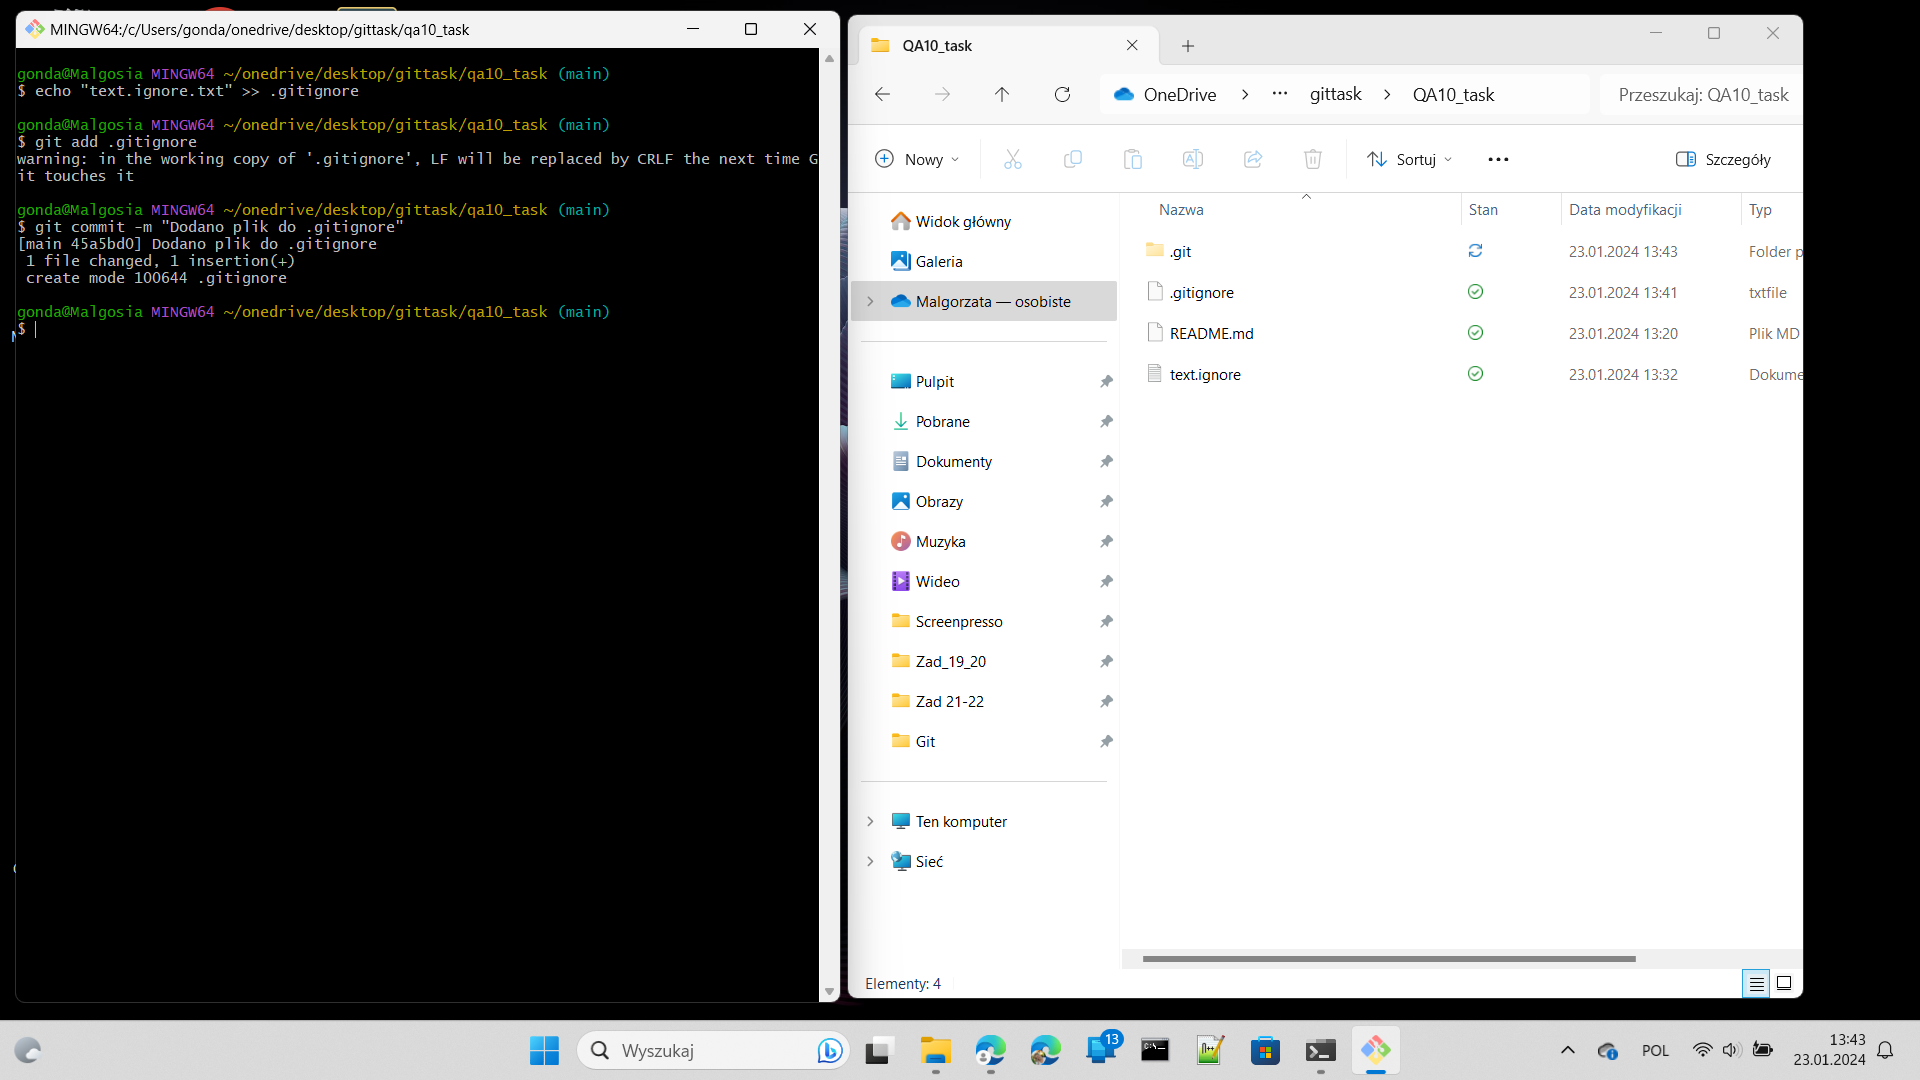 MINGW64:/c/Users/gonda/onedrive/desktop/gittask/qa10_task
gonda@Malgosia MINGW64 ~/onedrive/desktop/gittask/qa10_task (main)
$ echo "text.ignore.txt" >> .gitignore
gonda@Malgosia MINGW64 ~/onedrive/desktop/gittask/qa10_task (main)
$ git add .gitignore
warning: in the working copy of '.gitignore', LF will be replaced by CRLF the next time G
it touches it
gonda@Malgosia MINGW64 ~/onedrive/desktop/gittask/qa10_task (main)
$ git commit -m "Dodano plik do .gitignore"
[main 45a5bd0] Dodano plik do .gitignore
1 file changed, 1 insertion(+)
create mode 100644 .gitignore
gonda@Malgosia MINGW64 ~/onedrive/desktop/gittask/qa10_task (main)
$
QA10_task
OneDrive > ··· gittask > QA10_task
Przeszukaj: QA10_task
Nowy
Sortuj
Szczegóły
Widok główny
Galeria
Malgorzata — osobiste
Pulpit
Pobrane
Dokumenty
Obrazy
Muzyka
Wideo
Screenpresso
Zad_19_20
Zad 21-22
Git
Ten komputer
Sieć
Nazwa Stan Data modyfikacji Typ
.git 23.01.2024 13:43 Folder p
.gitignore 23.01.2024 13:41 txtfile
README.md 23.01.2024 13:20 Plik MD
text.ignore 23.01.2024 13:32 Dokume
Elementy: 4
Wyszukaj
13
POL
13:43
23.01.2024